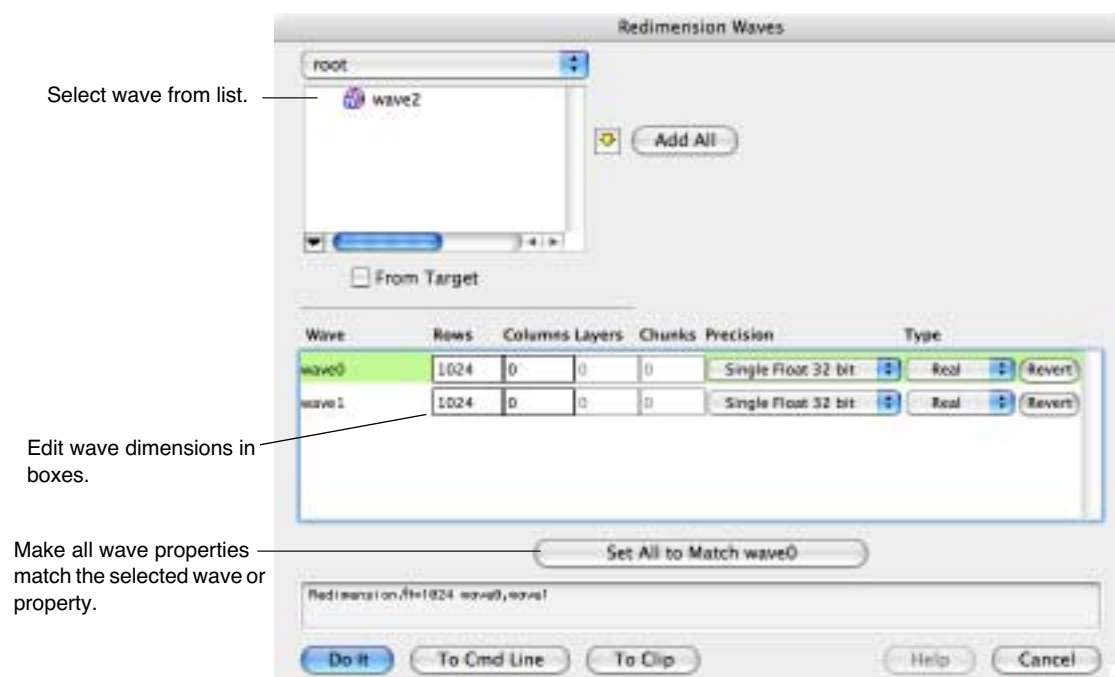 Redimension Waves
root
Select wave from list.
wave2
Add All
From Target
Wave Rows Columns Layers Chunks Precision Type
wave0 1024 0 0 0 Single Float 32 bit Real Revert
wave1 1024 0 0 0 Single Float 32 bit Real Revert
Edit wave dimensions in
boxes.
Make all wave properties
match the selected wave or
property.
Set All to Match wave0
Redimension/N=1024 wave0,wave1
Do It To Cmd Line To Clip Help Cancel